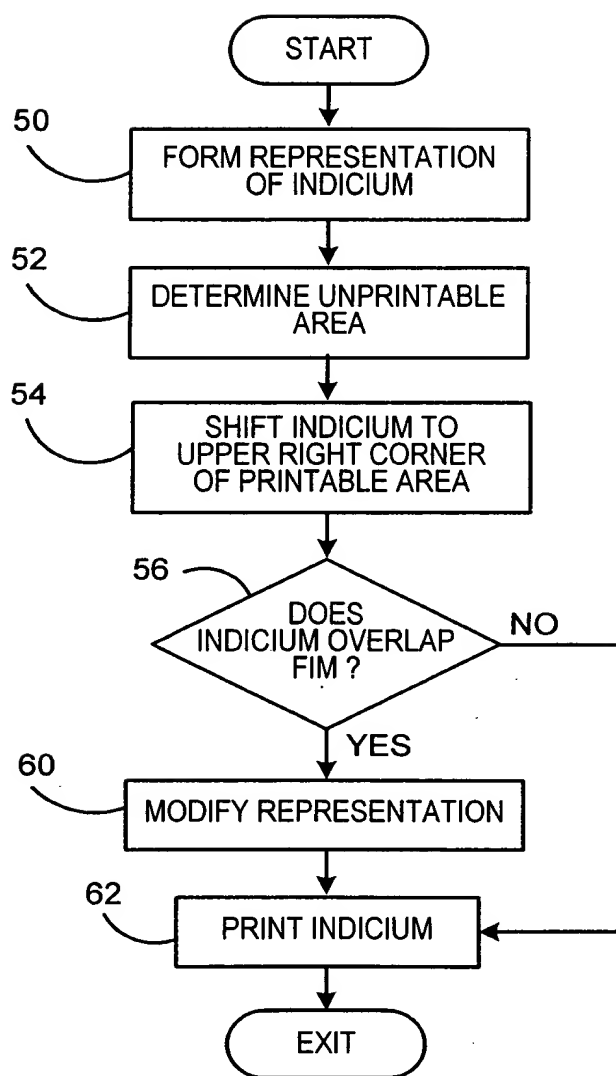 START
50
FORM REPRESENTATION
OF INDICIUM
52
DETERMINE UNPRINTABLE
AREA
54
SHIFT INDICIUM TO
UPPER RIGHT CORNER
OF PRINTABLE AREA
56
DOES
INDICIUM OVERLAP
FIM ?
NO
YES
60
MODIFY REPRESENTATION
62
PRINT INDICIUM
EXIT